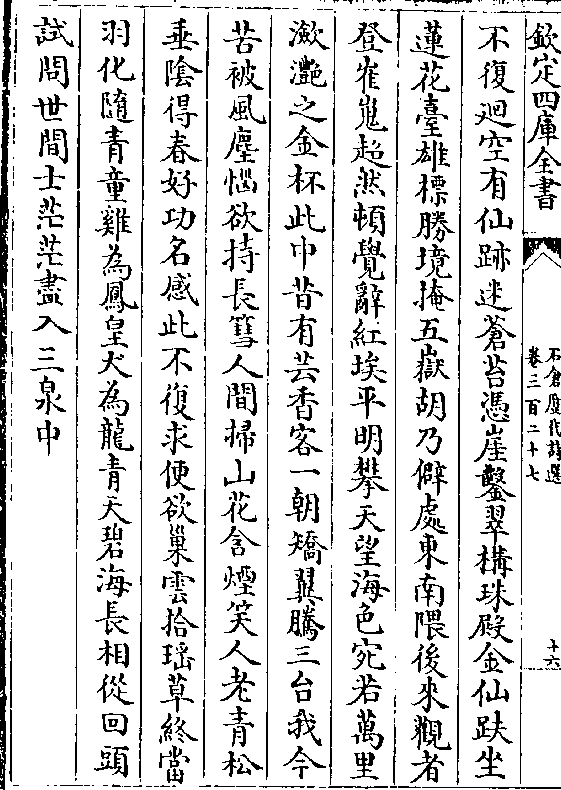 欽定四庫全書
石倉歷代詩選
卷三百二十七
十六
不復迴空有仙跡迷蒼苔憑崖鑿翠構珠殿金仙趺坐
蓮花臺雄標勝境掩五嶽胡乃僻處東南隈後來觀者
登崔嵬超然頓覺辭紅埃平明攀天望海色宛若萬里
瀲灧之金杯此中昔有芸香客一朝矯翼騰三台我今
苦被風塵惱欲持長篲人間掃山花含煙笑人老青松
垂陰得春好功名感此不復求便欲巢雲拾瑶草終當
羽化隨青童雞為鳳皇犬為龍青天碧海長相從回頭
試問世間士茫茫盡入三泉中